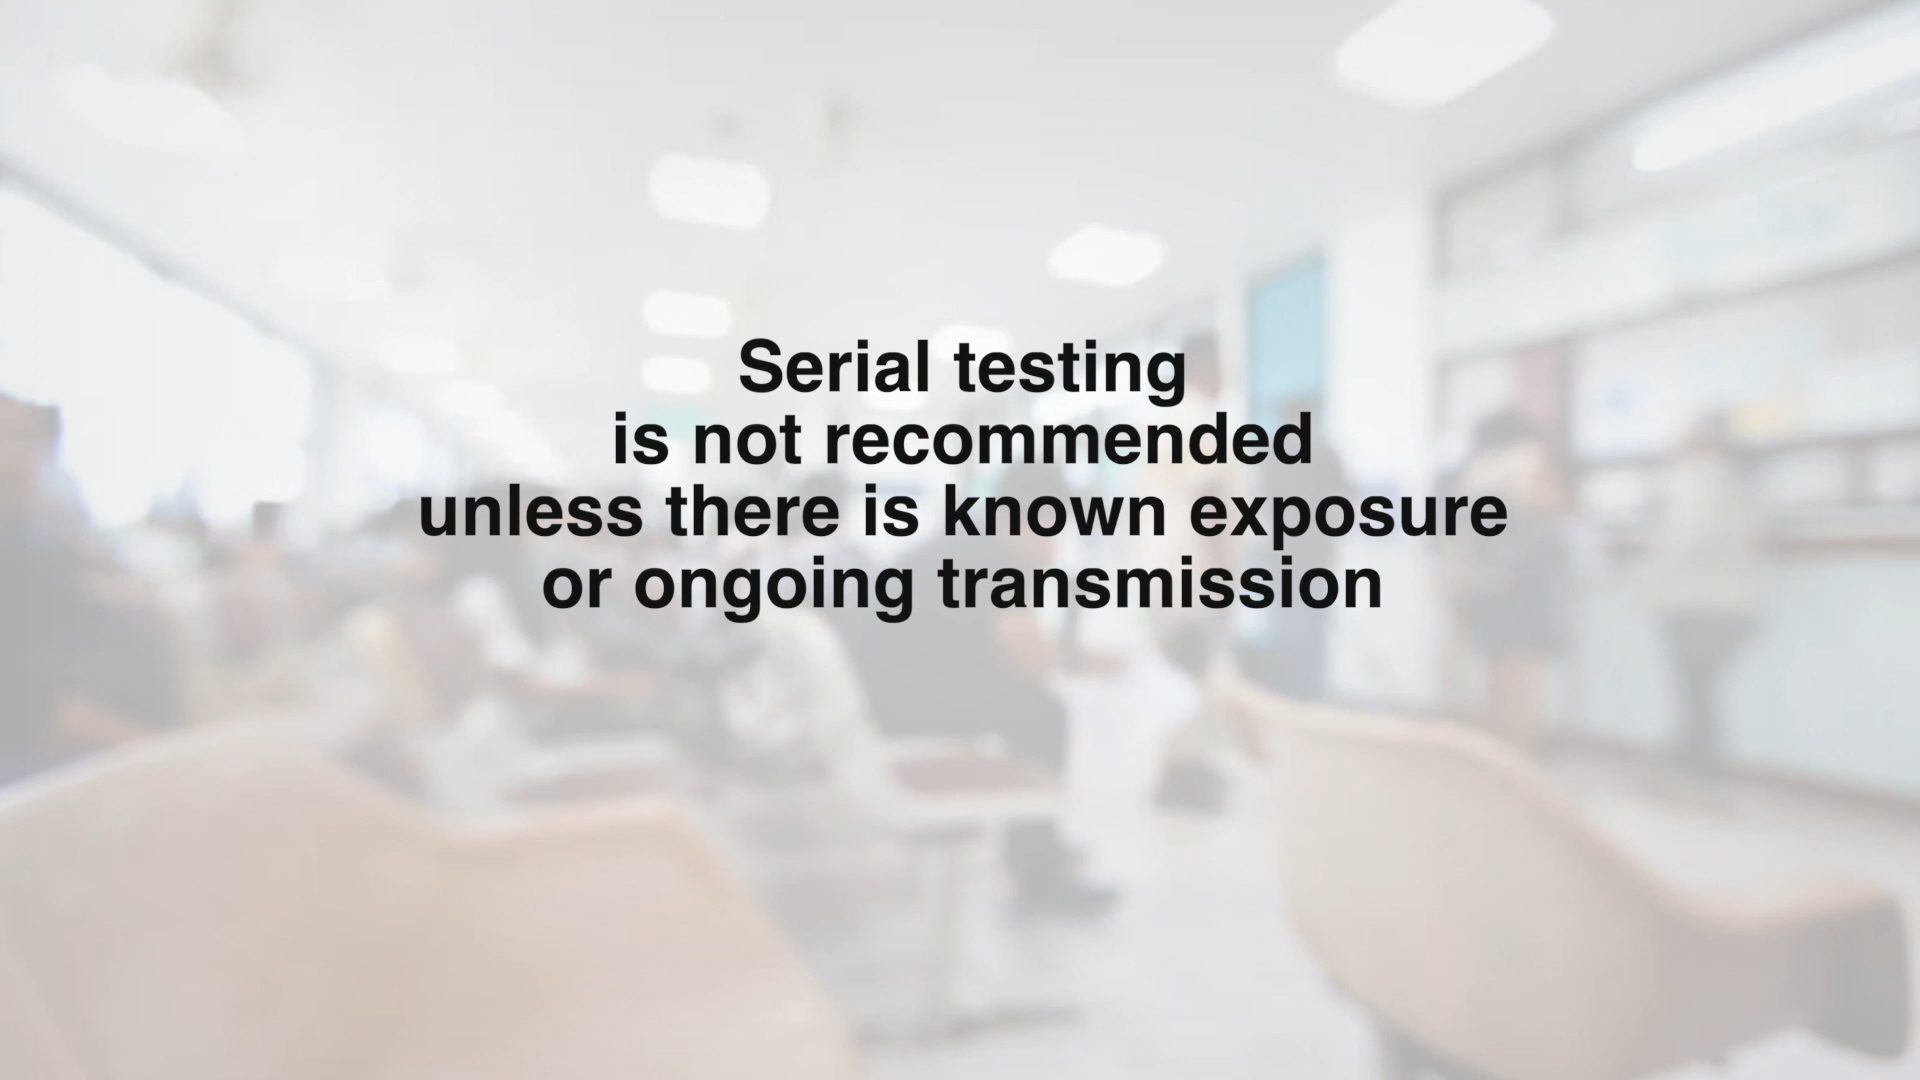 Serial testing
is not recommended
unless there is known exposure
or ongoing transmission